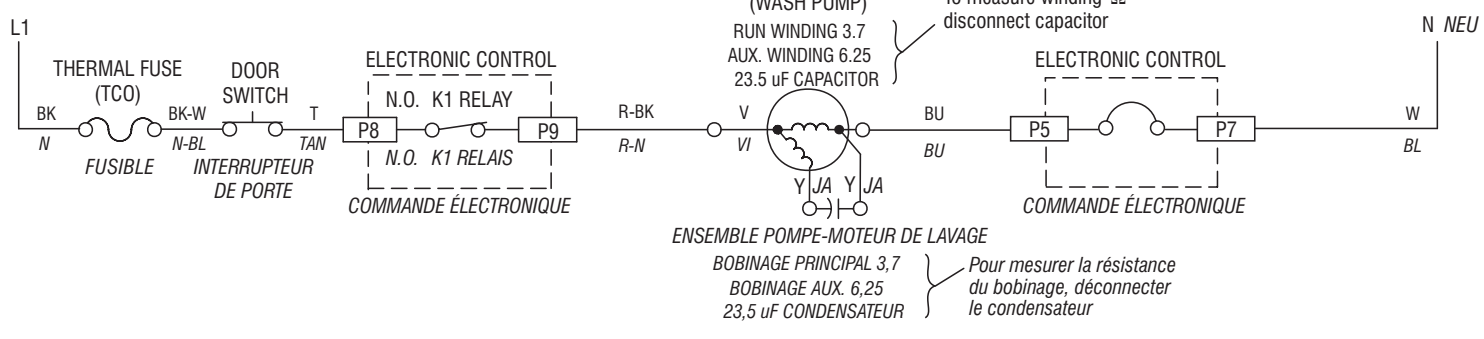 (WASH PUMP)
To measure winding Ω
disconnect capacitor
RUN WINDING 3.7
AUX. WINDING 6.25
23.5 uF CAPACITOR
L1
N NEU
THERMAL FUSE
(TCO)
DOOR
SWITCH
ELECTRONIC CONTROL
ELECTRONIC CONTROL
BK
BK-W
T
N.O. K1 RELAY
R-BK
V
BU
W
P8
P9
P5
P7
N
N-BL
TAN
N.O. K1 RELAIS
R-N
VI
BU
BL
FUSIBLE
INTERRUPTEUR
DE PORTE
COMMANDE ÉLECTRONIQUE
Y JA Y JA
COMMANDE ÉLECTRONIQUE
ENSEMBLE POMPE-MOTEUR DE LAVAGE
BOBINAGE PRINCIPAL 3,7
BOBINAGE AUX. 6,25
23,5 uF CONDENSATEUR
Pour mesurer la résistance
du bobinage, déconnecter
le condensateur